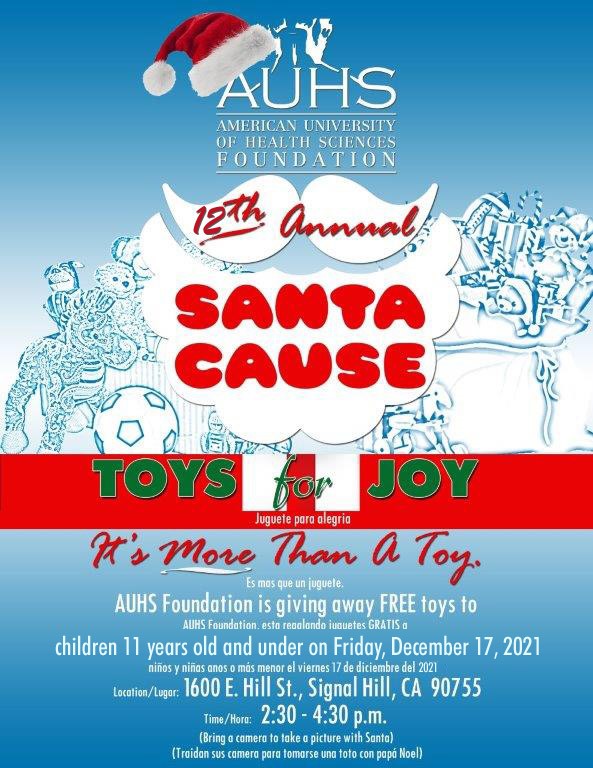 AUHS
AMERICAN UNIVERSITY
OF HEALTH SCIENCES
FOUNDATION
12th Annual
SANTA
CAUSE
TOYS for JOY
Juguete para alegria
It's More Than A Toy.
Es mas que un juguete.
AUHS Foundation is giving away FREE toys to
AUHS Foundation, esta regalando juguetes GRATIS a
children 11 years old and under on Friday, December 17, 2021
niños y niñas anos o más menor el viernes 17 de diciembre del 2021
Location/Lugar: 1600 E. Hill St., Signal Hill, CA 90755
Time/Hora: 2:30 - 4:30 p.m.
(Bring a camera to take a picture with Santa)
(Traidan sus camera para tomarse una toto con papá Noel)